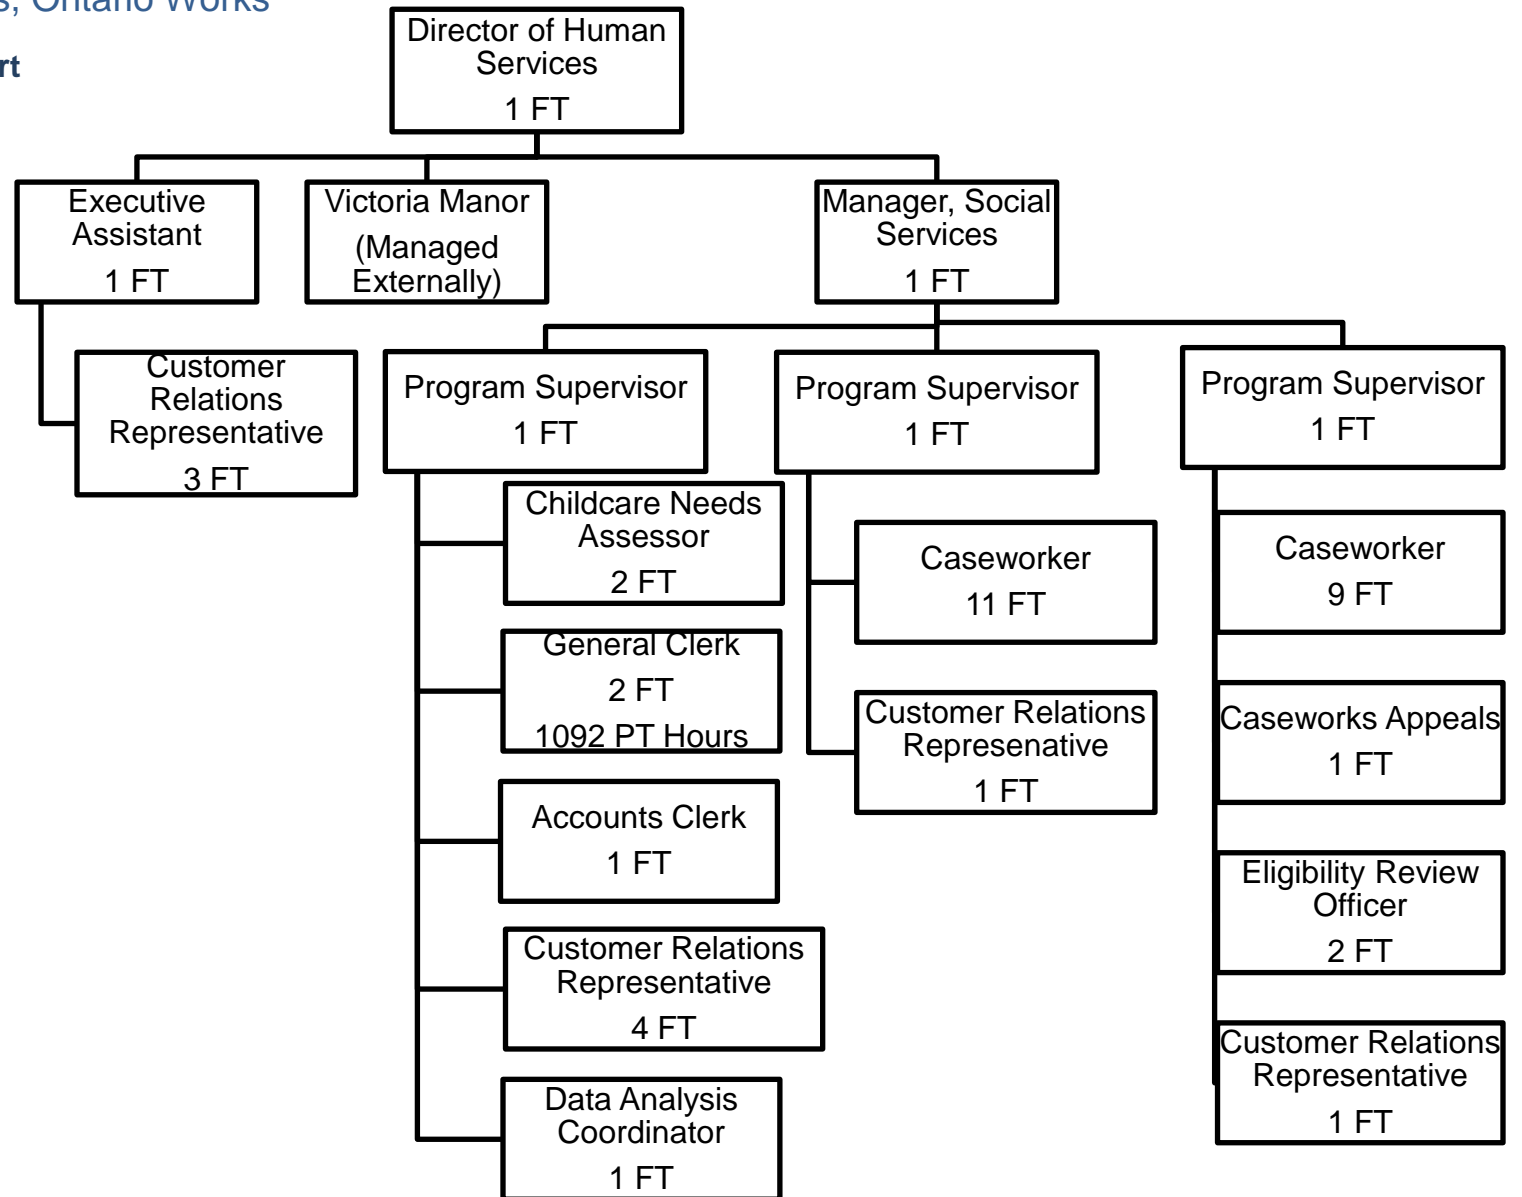 Ontario Works
Director of Human
Services
1 FT
Executive
Assistant
1 FT
Victoria Manor
(Managed
Externally)
Manager, Social
Services
1 FT
Customer
Relations
Representative
3 FT
Program Supervisor
1 FT
Childcare Needs
Assessor
2 FT
General Clerk
2 FT
1092 PT Hours
Accounts Clerk
1 FT
Customer Relations
Representative
4 FT
Data Analysis
Coordinator
1 FT
Program Supervisor
1 FT
Caseworker
11 FT
Customer Relations
Represenative
1 FT
Program Supervisor
1 FT
Caseworker
9 FT
Caseworks Appeals
1 FT
Eligibility Review
Officer
2 FT
Customer Relations
Representative
1 FT